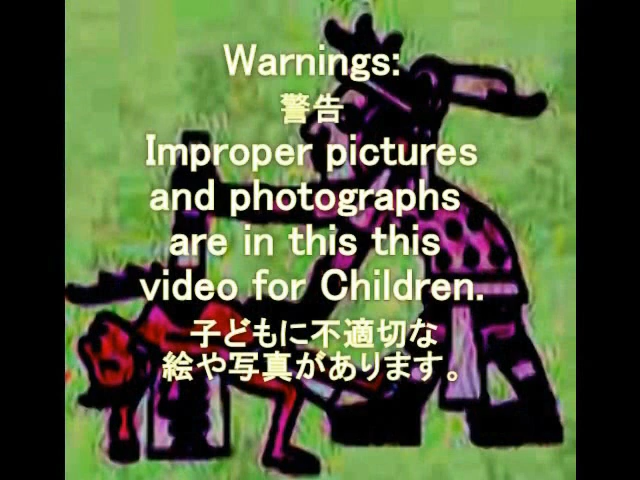 Warnings:
警告
Improper pictures
and photographs
are in this this
video for Children.
子どもに不適切な
絵や写真があります。